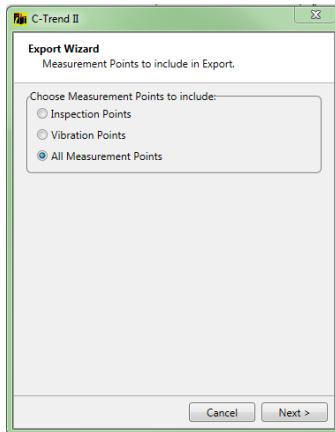 C-Trend II
Export Wizard
Measurement Points to include in Export.
Choose Measurement Points to include:
Inspection Points
Vibration Points
All Measurement Points
Cancel
Next >